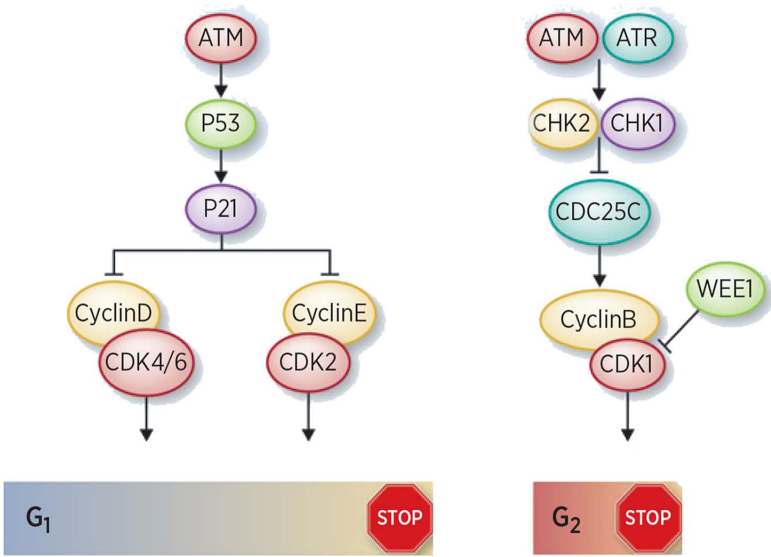 ATM
P53
P21
CyclinD
CDK4/6
CyclinE
CDK2
G1
STOP
ATM
ATR
CHK2
CHK1
CDC25C
WEE1
CyclinB
CDK1
G2
STOP